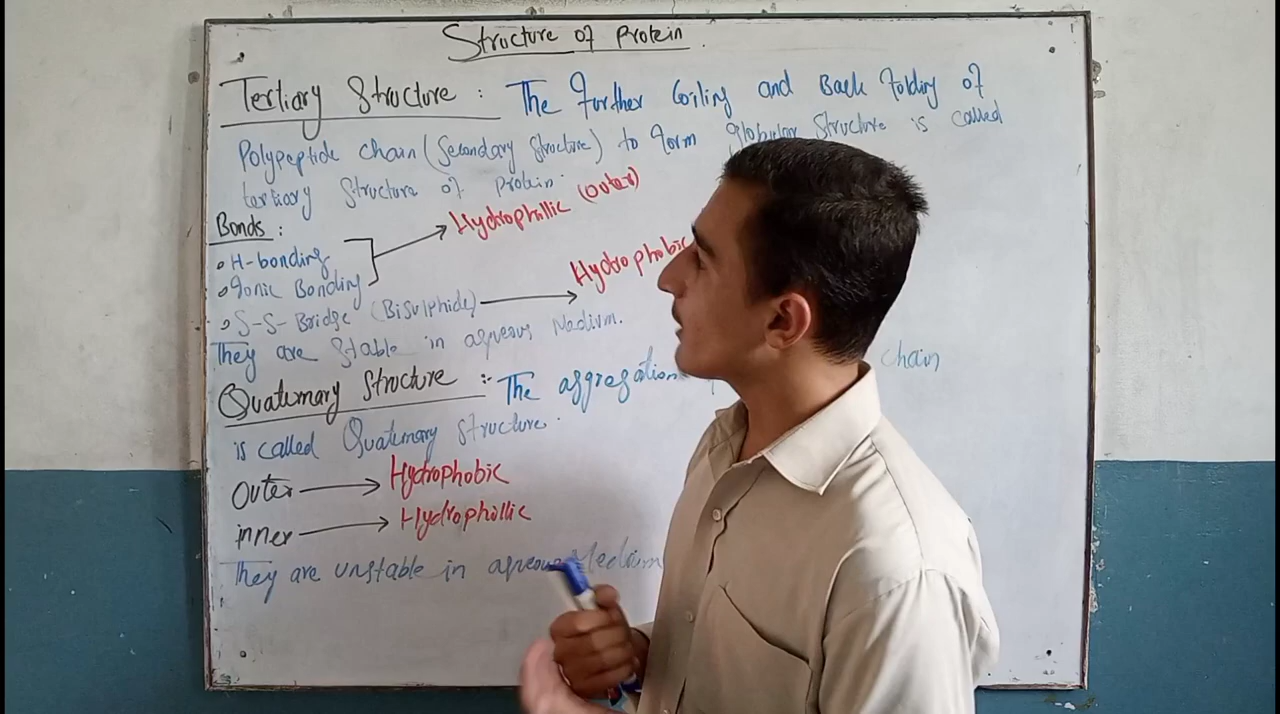 Structure of Protein.
Tertiary Structure : The Further Coiling and Back Folding of
Polypeptide chain (Secondary Structure) to form globular Structure is called
tertiary Structure of protein.
Hydrophillic (outer)
Bonds :
• H-bonding
• Ionic Bonding
Hydrophobic
• S-S- Bridge (Bisulphide)
They are Stable in aqueous Medium.
Quaternary Structure :- The aggregation chain
is called Quaternary Structure.
Outer → Hydrophobic
inner → Hydrophillic
They are unstable in aqueous Medium